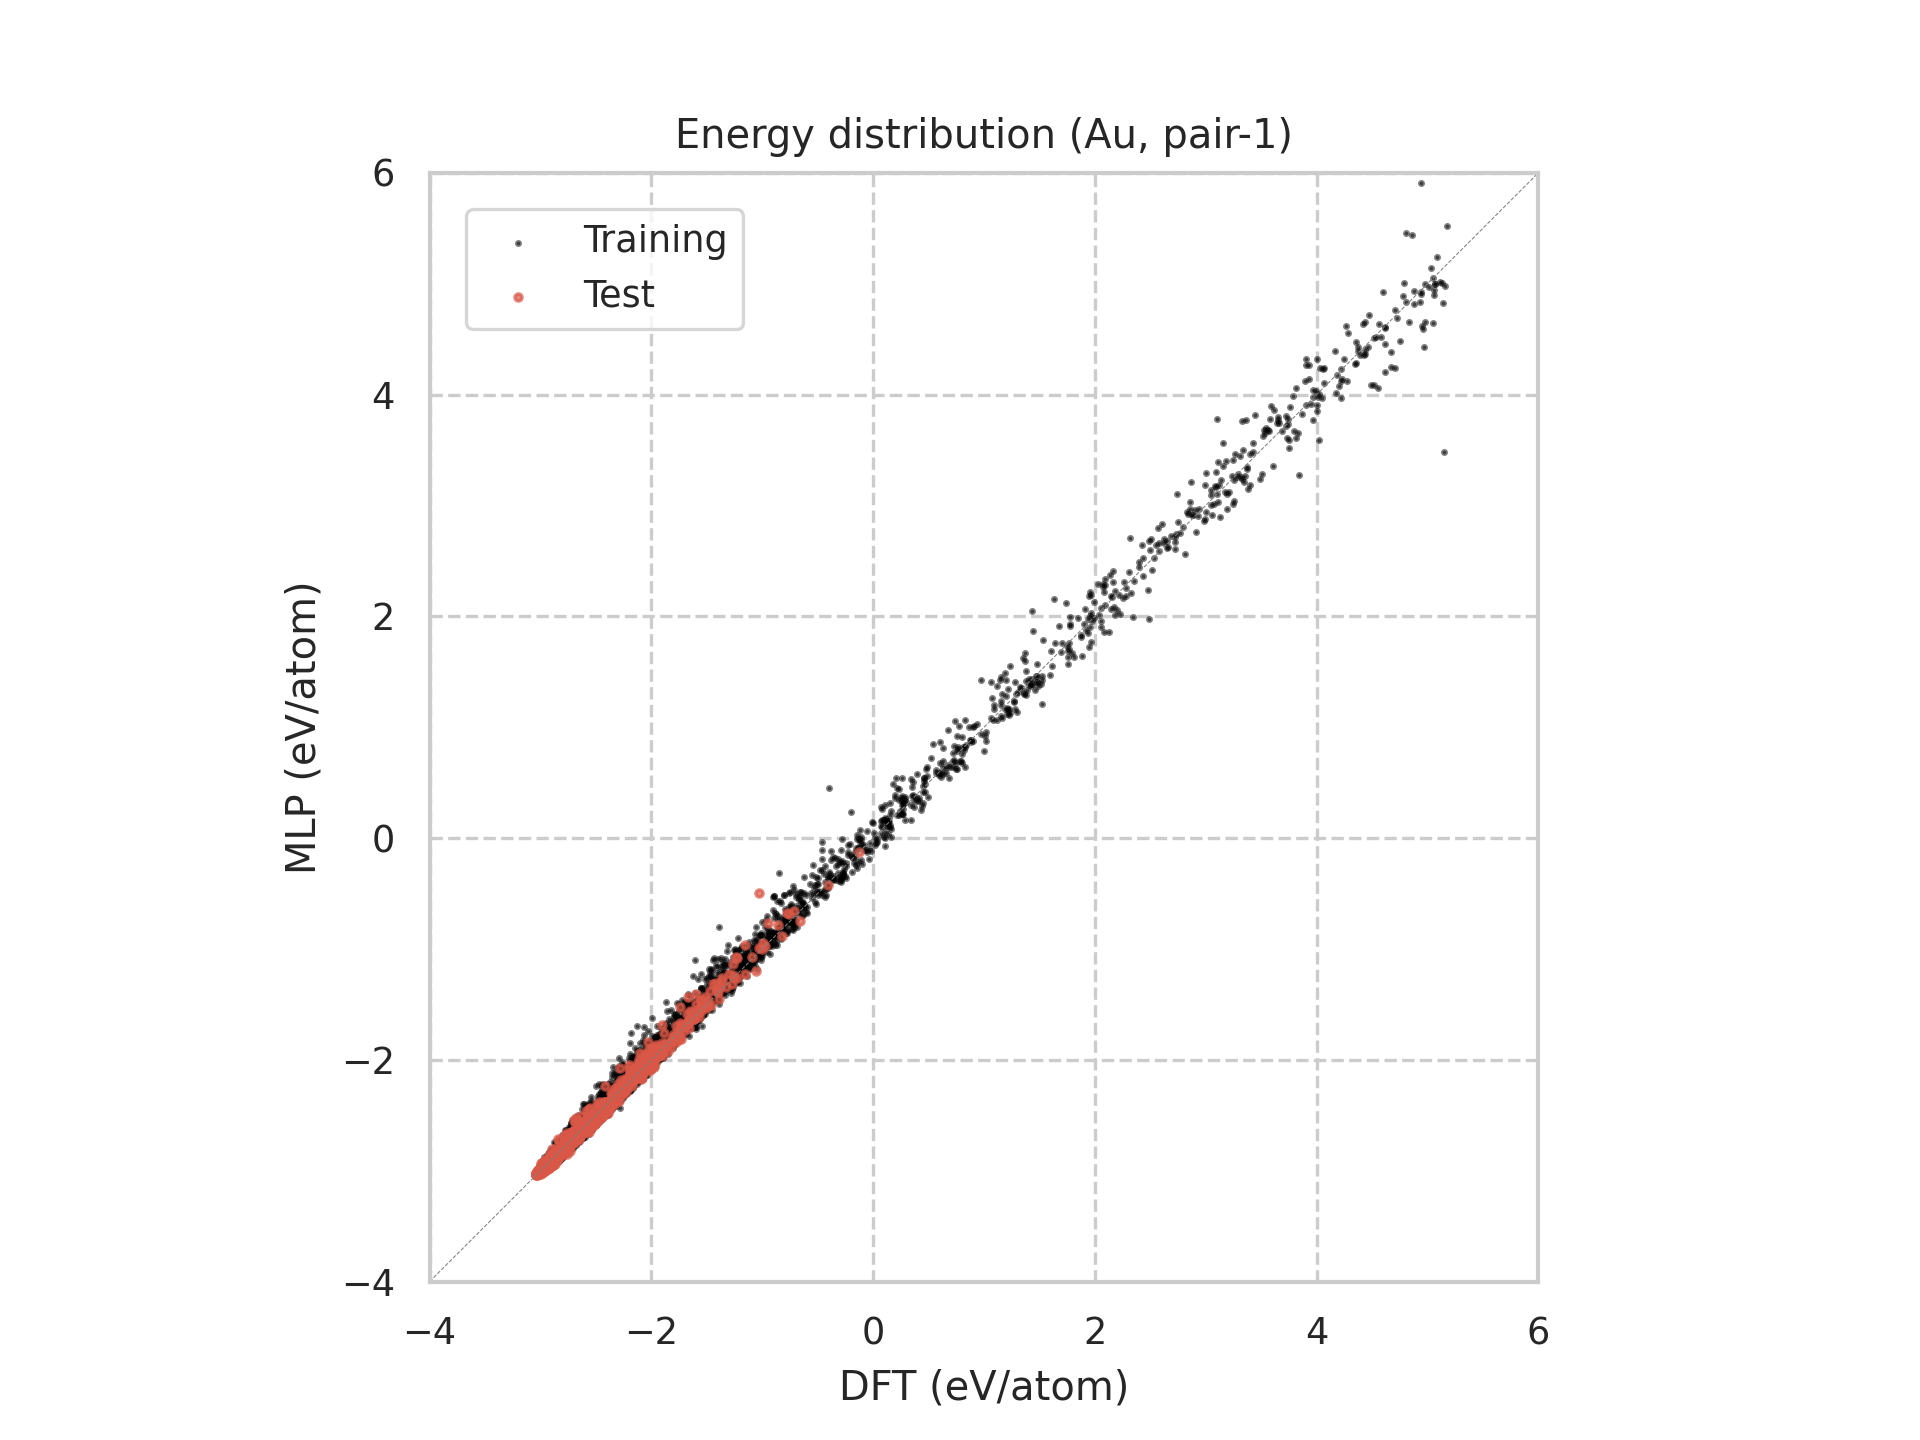 Energy distribution (Au, pair-1)
Training
Test
6
4
2
0
−2
−4
MLP (eV/atom)
−4 −2 0 2 4 6
DFT (eV/atom)